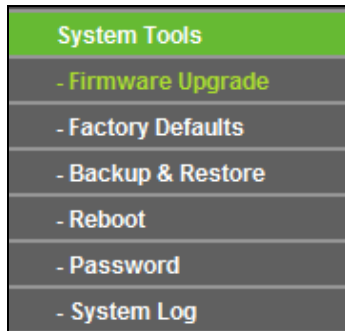 System Tools
- Firmware Upgrade
- Factory Defaults
- Backup & Restore
- Reboot
- Password
- System Log